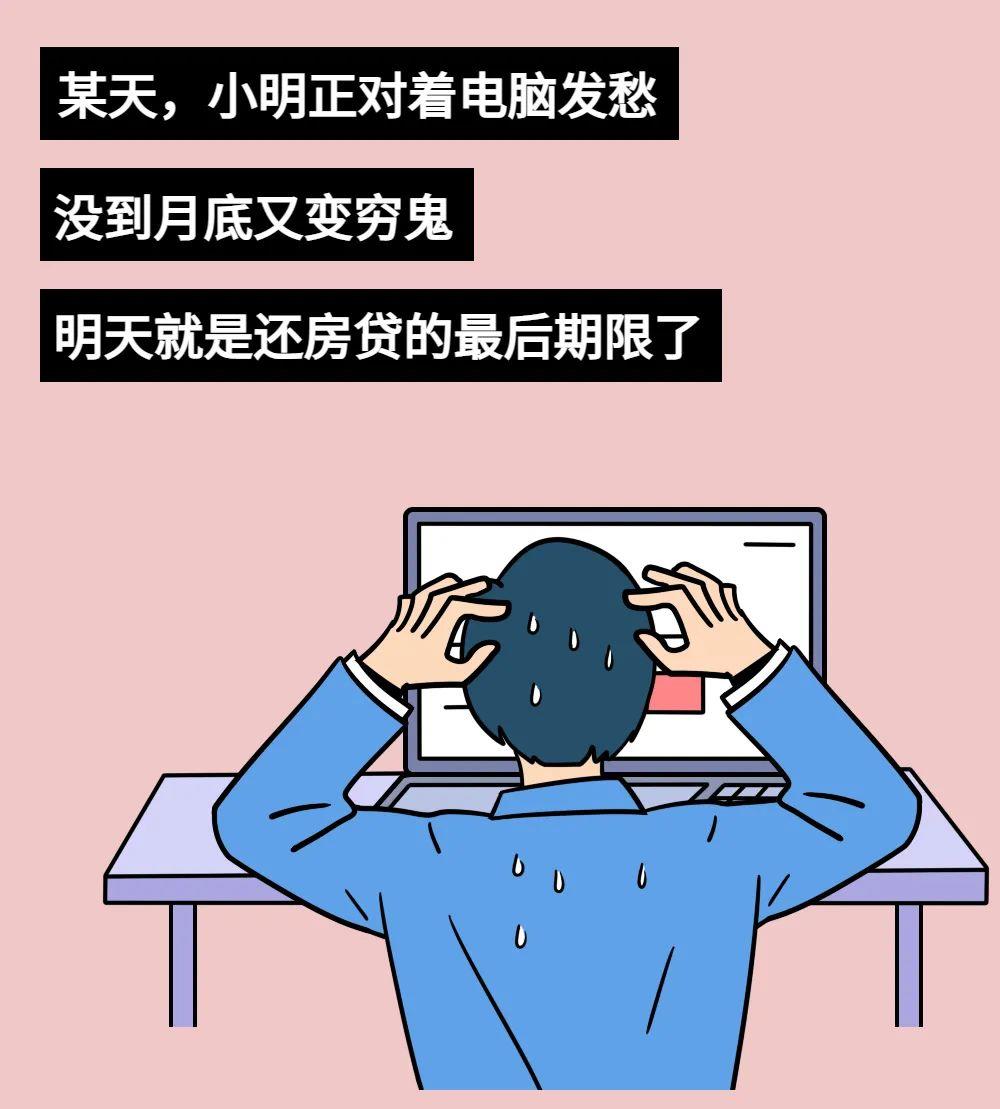 某天，小明正对着电脑发愁
没到月底又变穷鬼
明天就是还房贷的最后期限了